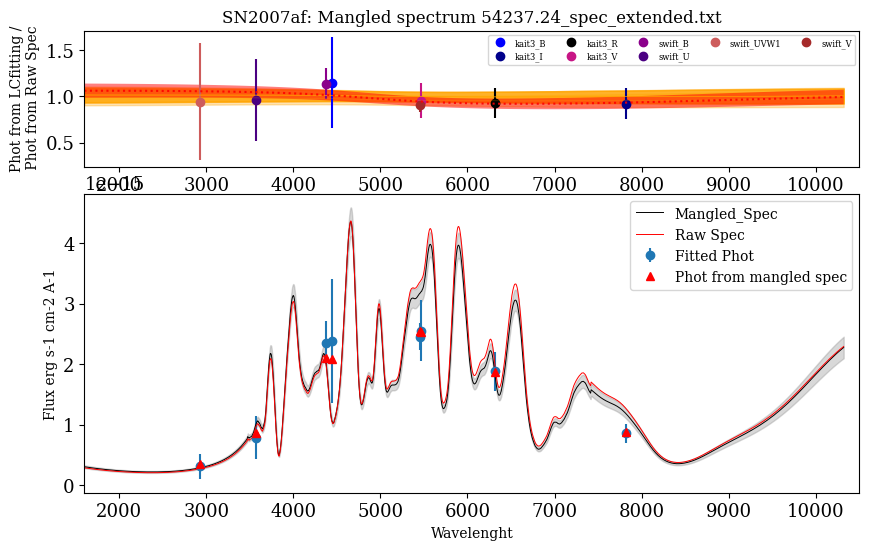 SN2007af: Mangled spectrum 54237.24_spec_extended.txt
Phot from LCfitting /
Phot from Raw Spec
1.5
1.0
0.5
kait3_B
kait3_R
swift_B
swift_UVW1
swift_V
kait3_I
kait3_V
swift_U
2000 3000 4000 5000 6000 7000 8000 9000 10000
1e−15
Flux erg s-1 cm-2 A-1
4
3
2
1
0
Mangled_Spec
Raw Spec
Fitted Phot
Phot from mangled spec
2000 3000 4000 5000 6000 7000 8000 9000 10000
Wavelenght